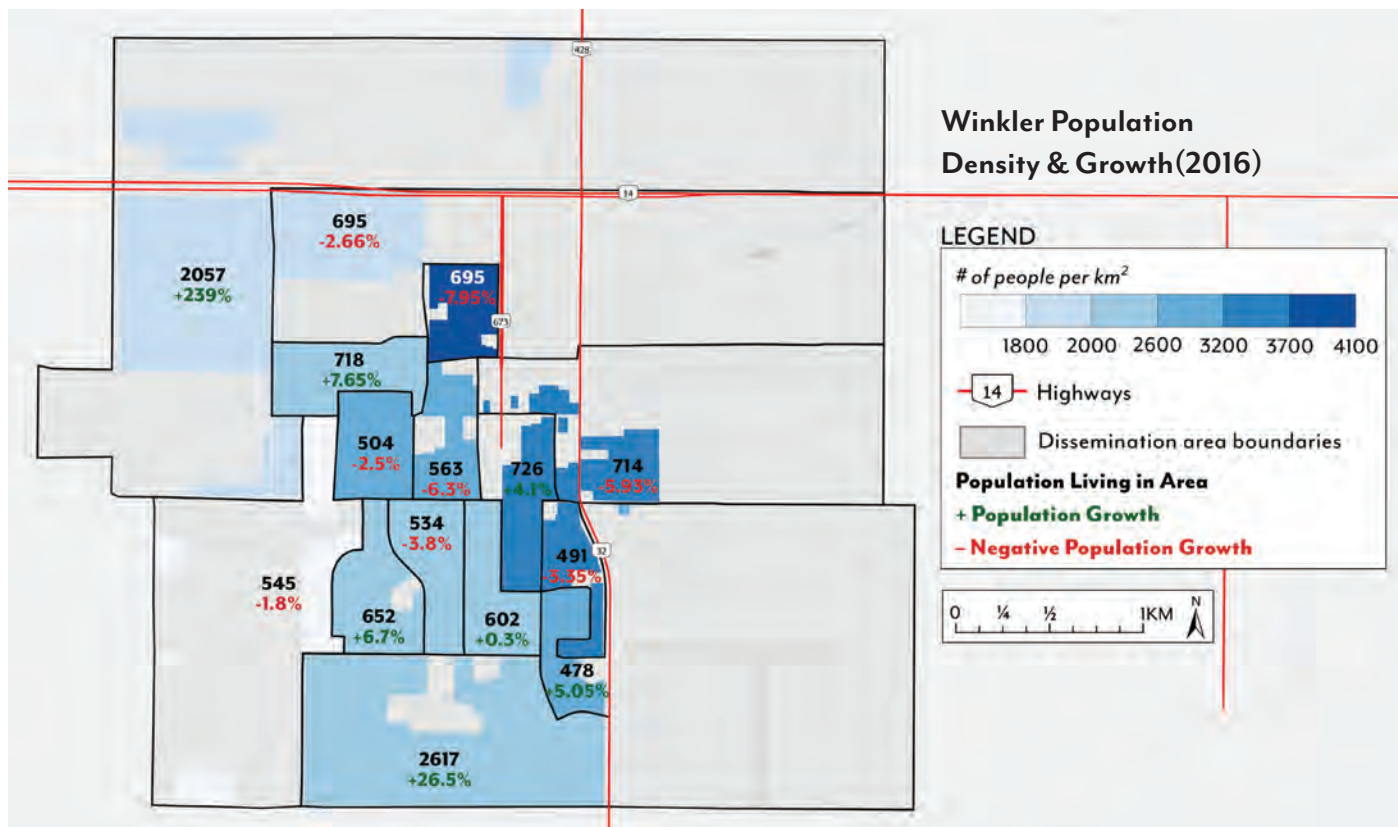 428
Winkler Population
Density & Growth(2016)
14
695
-2.66%
2057
+239%
695
-7.95%
673
718
+7.65%
504
-2.5%
563
-6.3%
726
+4.1%
714
-5.93%
534
-3.8%
491
-3.35%
32
545
-1.8%
652
+6.7%
602
+0.3%
478
+5.05%
2617
+26.5%
LEGEND
# of people per km²
1800 2000 2600 3200 3700 4100
14 Highways
Dissemination area boundaries
Population Living in Area
+ Population Growth
– Negative Population Growth
0 ¼ ½ 1KM
N